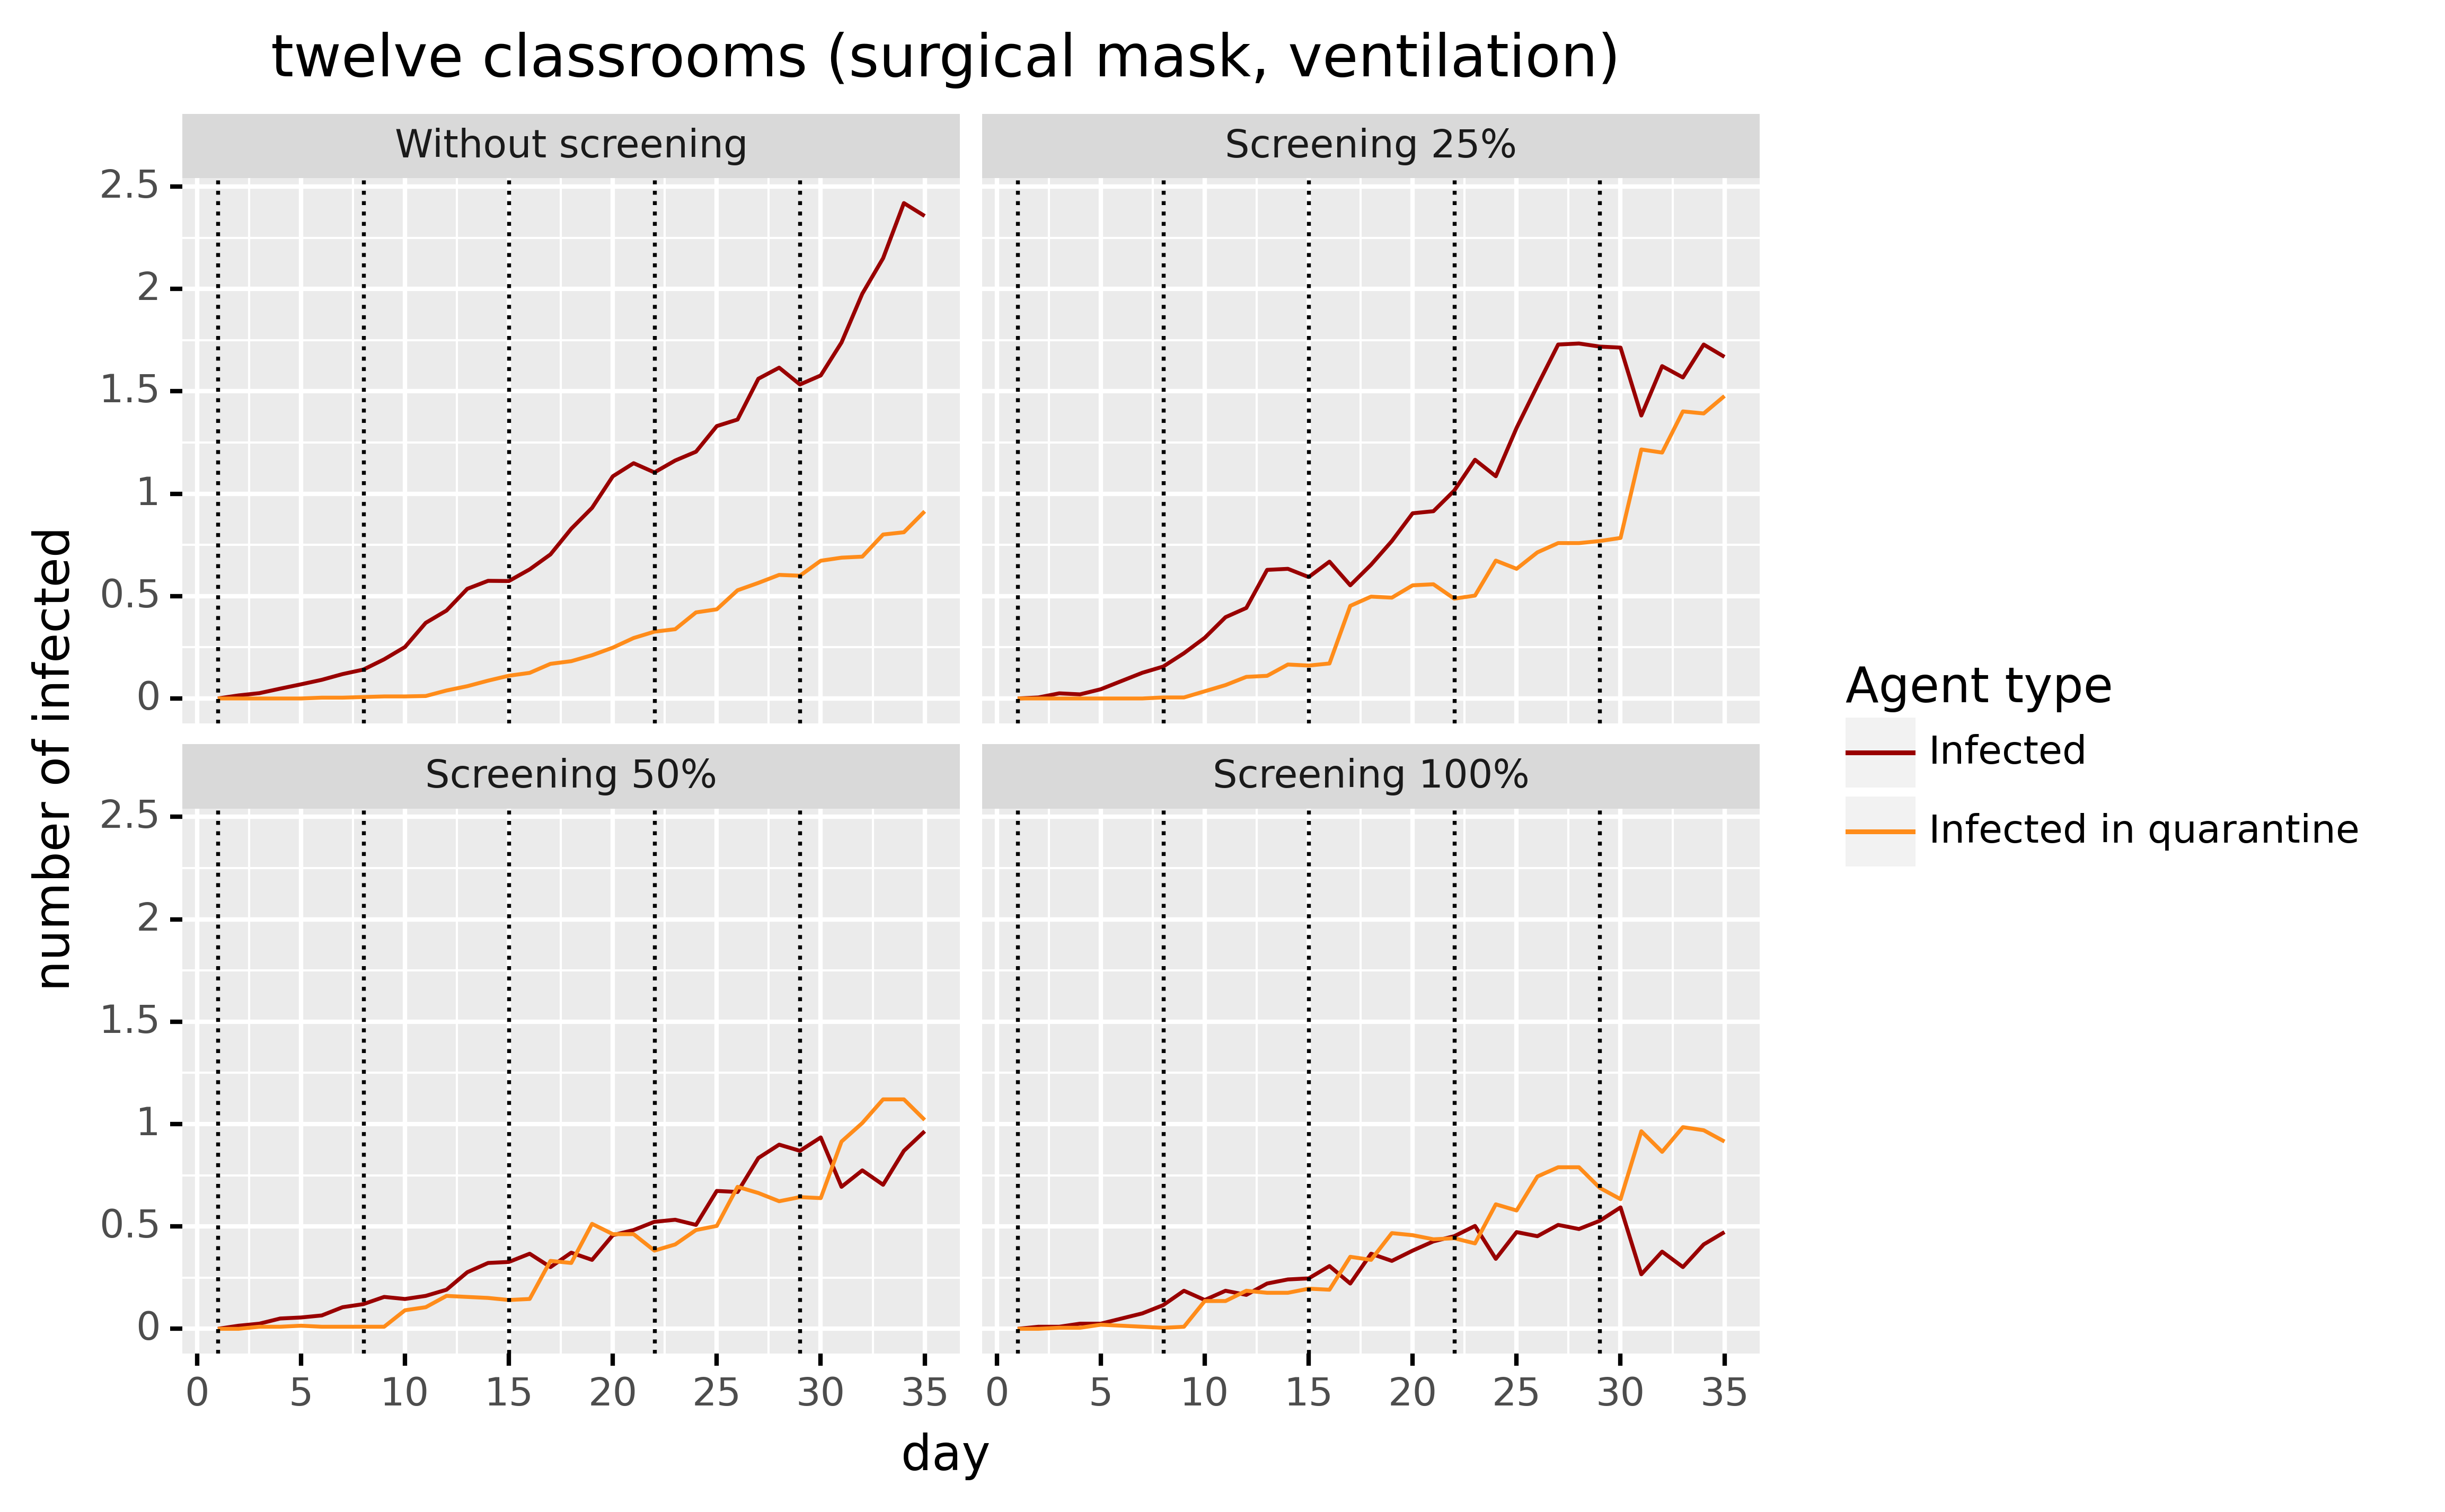 twelve classrooms (surgical mask, ventilation)
Without screening
Screening 25%
2.5
2
1.5
1
0.5
0
number of infected
Screening 50%
Screening 100%
2.5
2
1.5
1
0.5
0
0 5 10 15 20 25 30 35
0 5 10 15 20 25 30 35
day
Agent type
Infected
Infected in quarantine